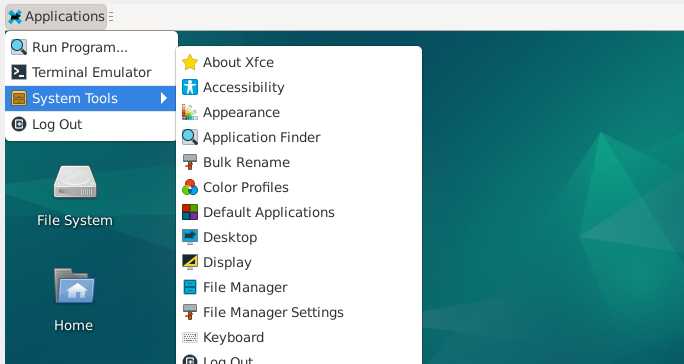 Applications
Run Program...
Terminal Emulator
System Tools
Log Out
About Xfce
Accessibility
Appearance
Application Finder
Bulk Rename
Color Profiles
Default Applications
Desktop
Display
File Manager
File Manager Settings
Keyboard
Log Out
File System
Home